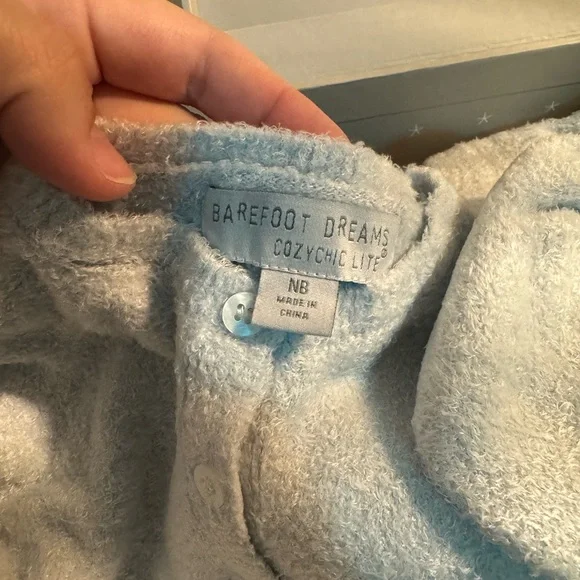 BAREFOOT DREAMS
COZYCHIC LITE®
NB
MADE IN
CHINA